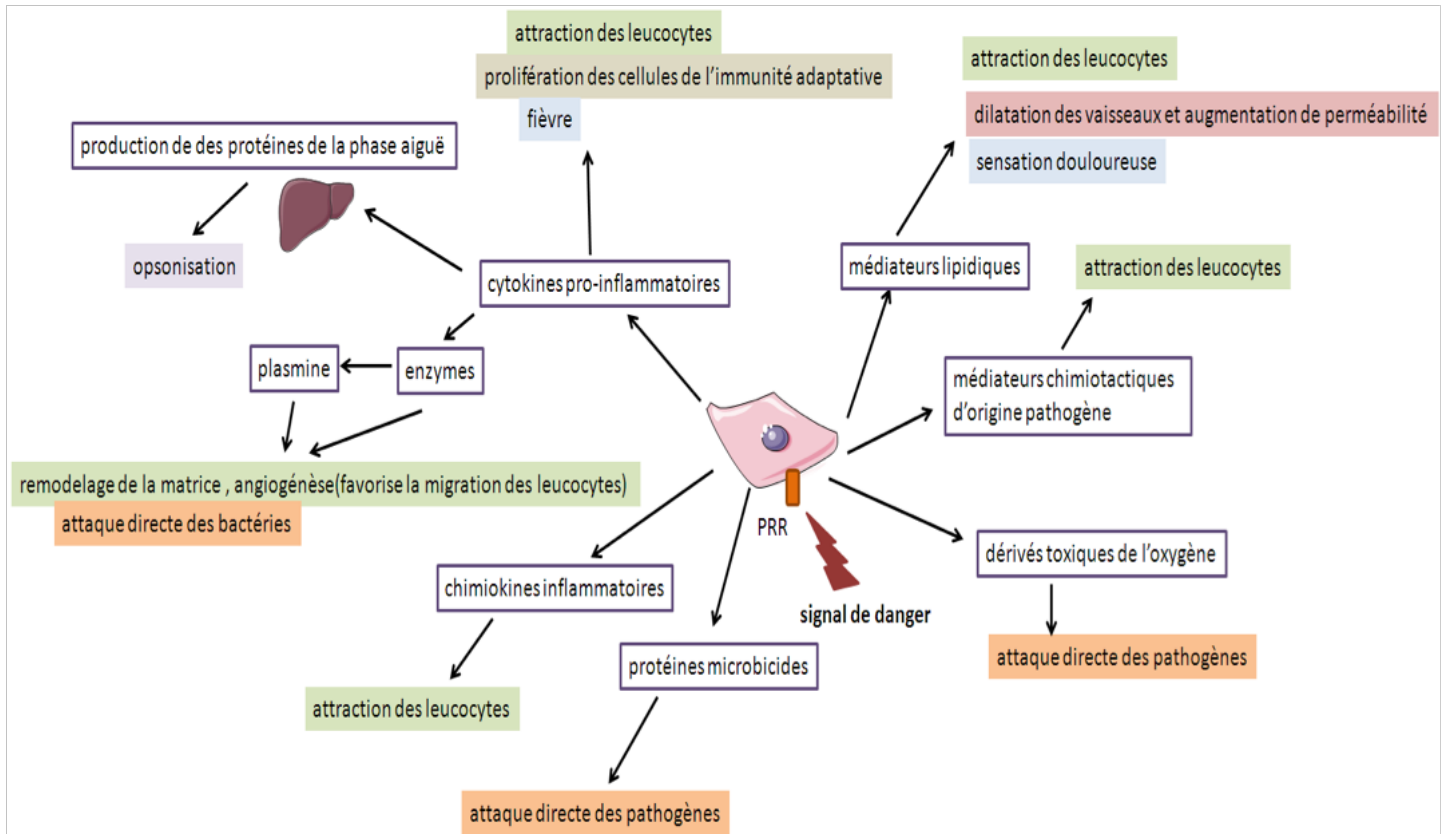 attraction des leucocytes
prolifération des cellules de l'immunité adaptative
fièvre
attraction des leucocytes
dilatation des vaisseaux et augmentation de perméabilité
sensation douloureuse
production de des protéines de la phase aiguë
opsonisation
cytokines pro-inflammatoires
médiateurs lipidiques
attraction des leucocytes
plasmine
enzymes
médiateurs chimiotactiques
d'origine pathogène
remodelage de la matrice , angiogénèse(favorise la migration des leucocytes)
attaque directe des bactéries
PRR
signal de danger
dérivés toxiques de l'oxygène
attaque directe des pathogènes
chimiokines inflammatoires
attraction des leucocytes
protéines microbicides
attaque directe des pathogènes